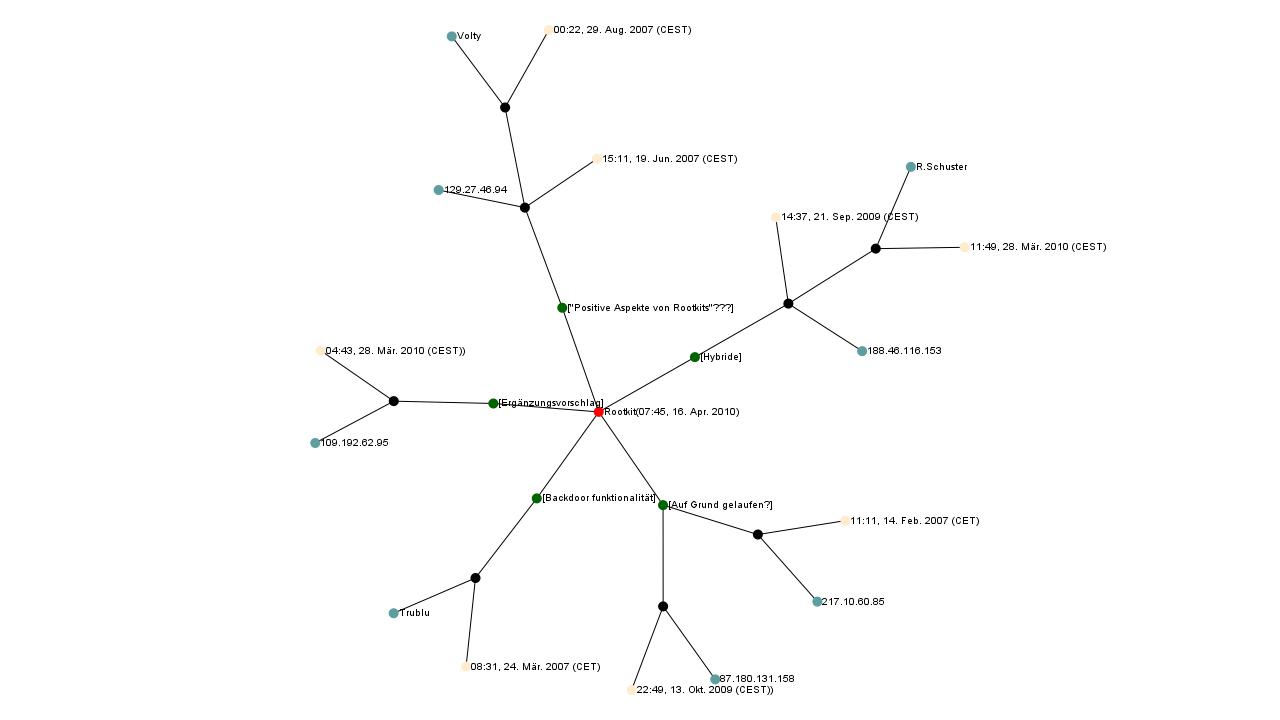 00:22, 29. Aug. 2007 (CEST)
Volty
15:11, 19. Jun. 2007 (CEST)
R.Schuster
129.27.46.94
14:37, 21. Sep. 2009 (CEST)
11:49, 28. Mär. 2010 (CEST)
["Positive Aspekte von Rootkits"???]
04:43, 28. Mär. 2010 (CEST))
188.46.116.153
[Hybride]
[Ergänzungsvorschlag]
Rootkit(07:45, 16. Apr. 2010)
109.192.62.95
[Backdoor funktionalität]
[Auf Grund gelaufen?]
11:11, 14. Feb. 2007 (CET)
217.10.60.85
Trublu
08:31, 24. Mär. 2007 (CET)
87.180.131.158
22:49, 13. Okt. 2009 (CEST))